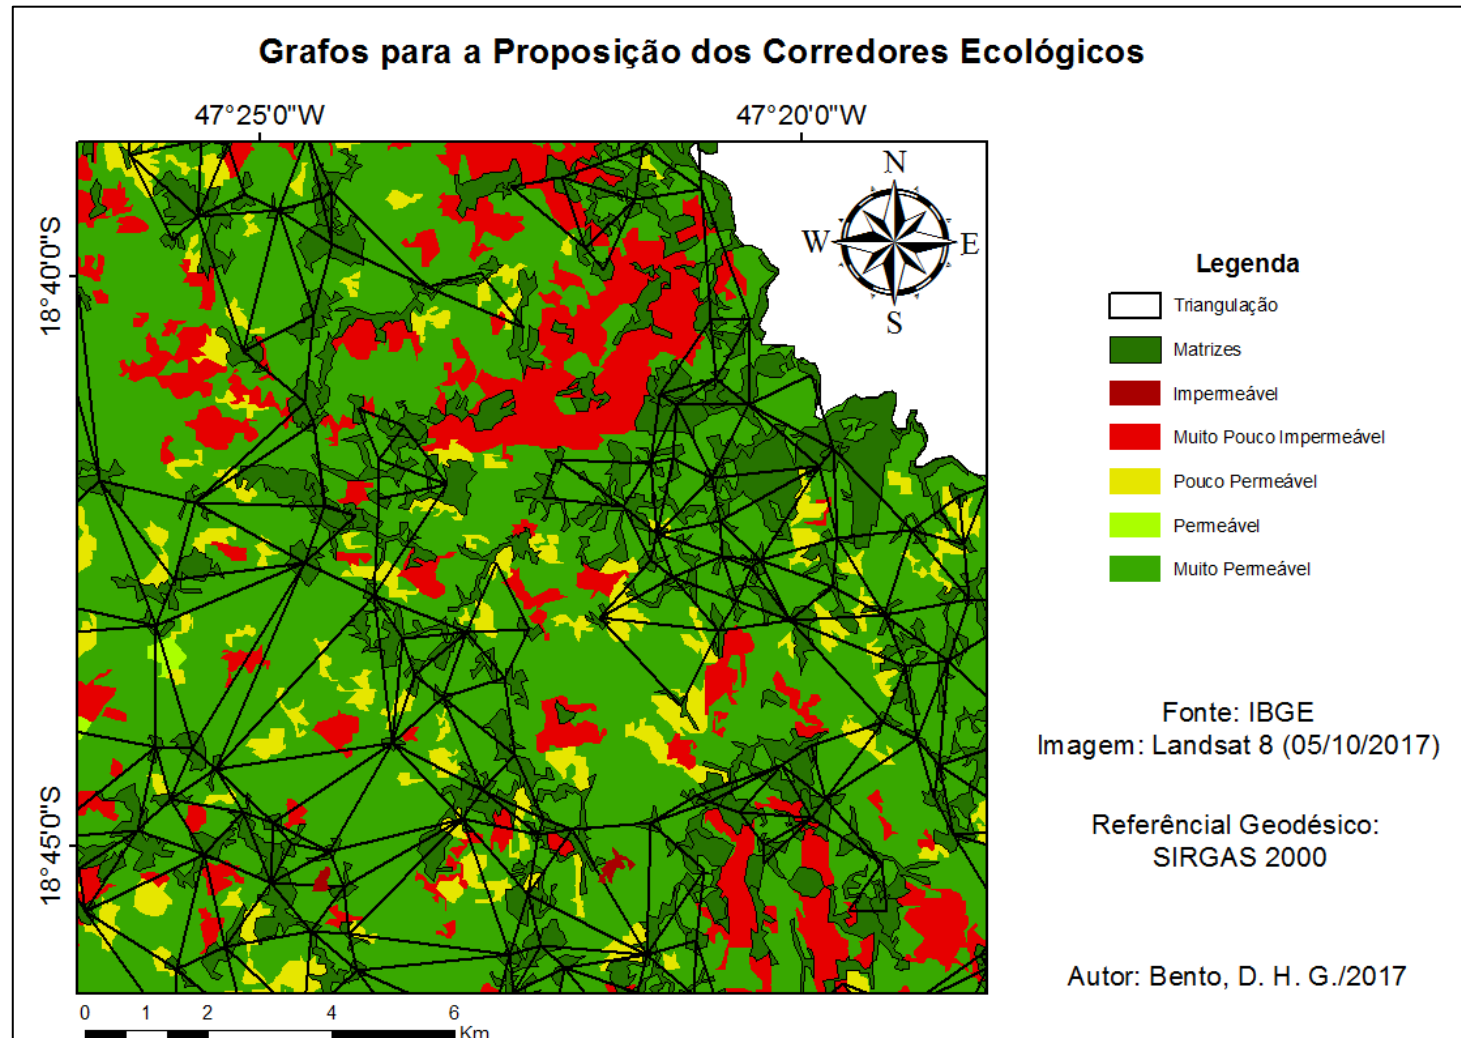 Grafos para a Proposição dos Corredores Ecológicos
47°25'0"W
47°20'0"W
N
W
E
S
18°40'0"S
18°45'0"S
Legenda
Triangulação
Matrizes
Impermeável
Muito Pouco Impermeável
Pouco Permeável
Permeável
Muito Permeável
Fonte: IBGE
Imagem: Landsat 8 (05/10/2017)
Referêncial Geodésico:
SIRGAS 2000
Autor: Bento, D. H. G./2017
0 1 2 4 6
Km